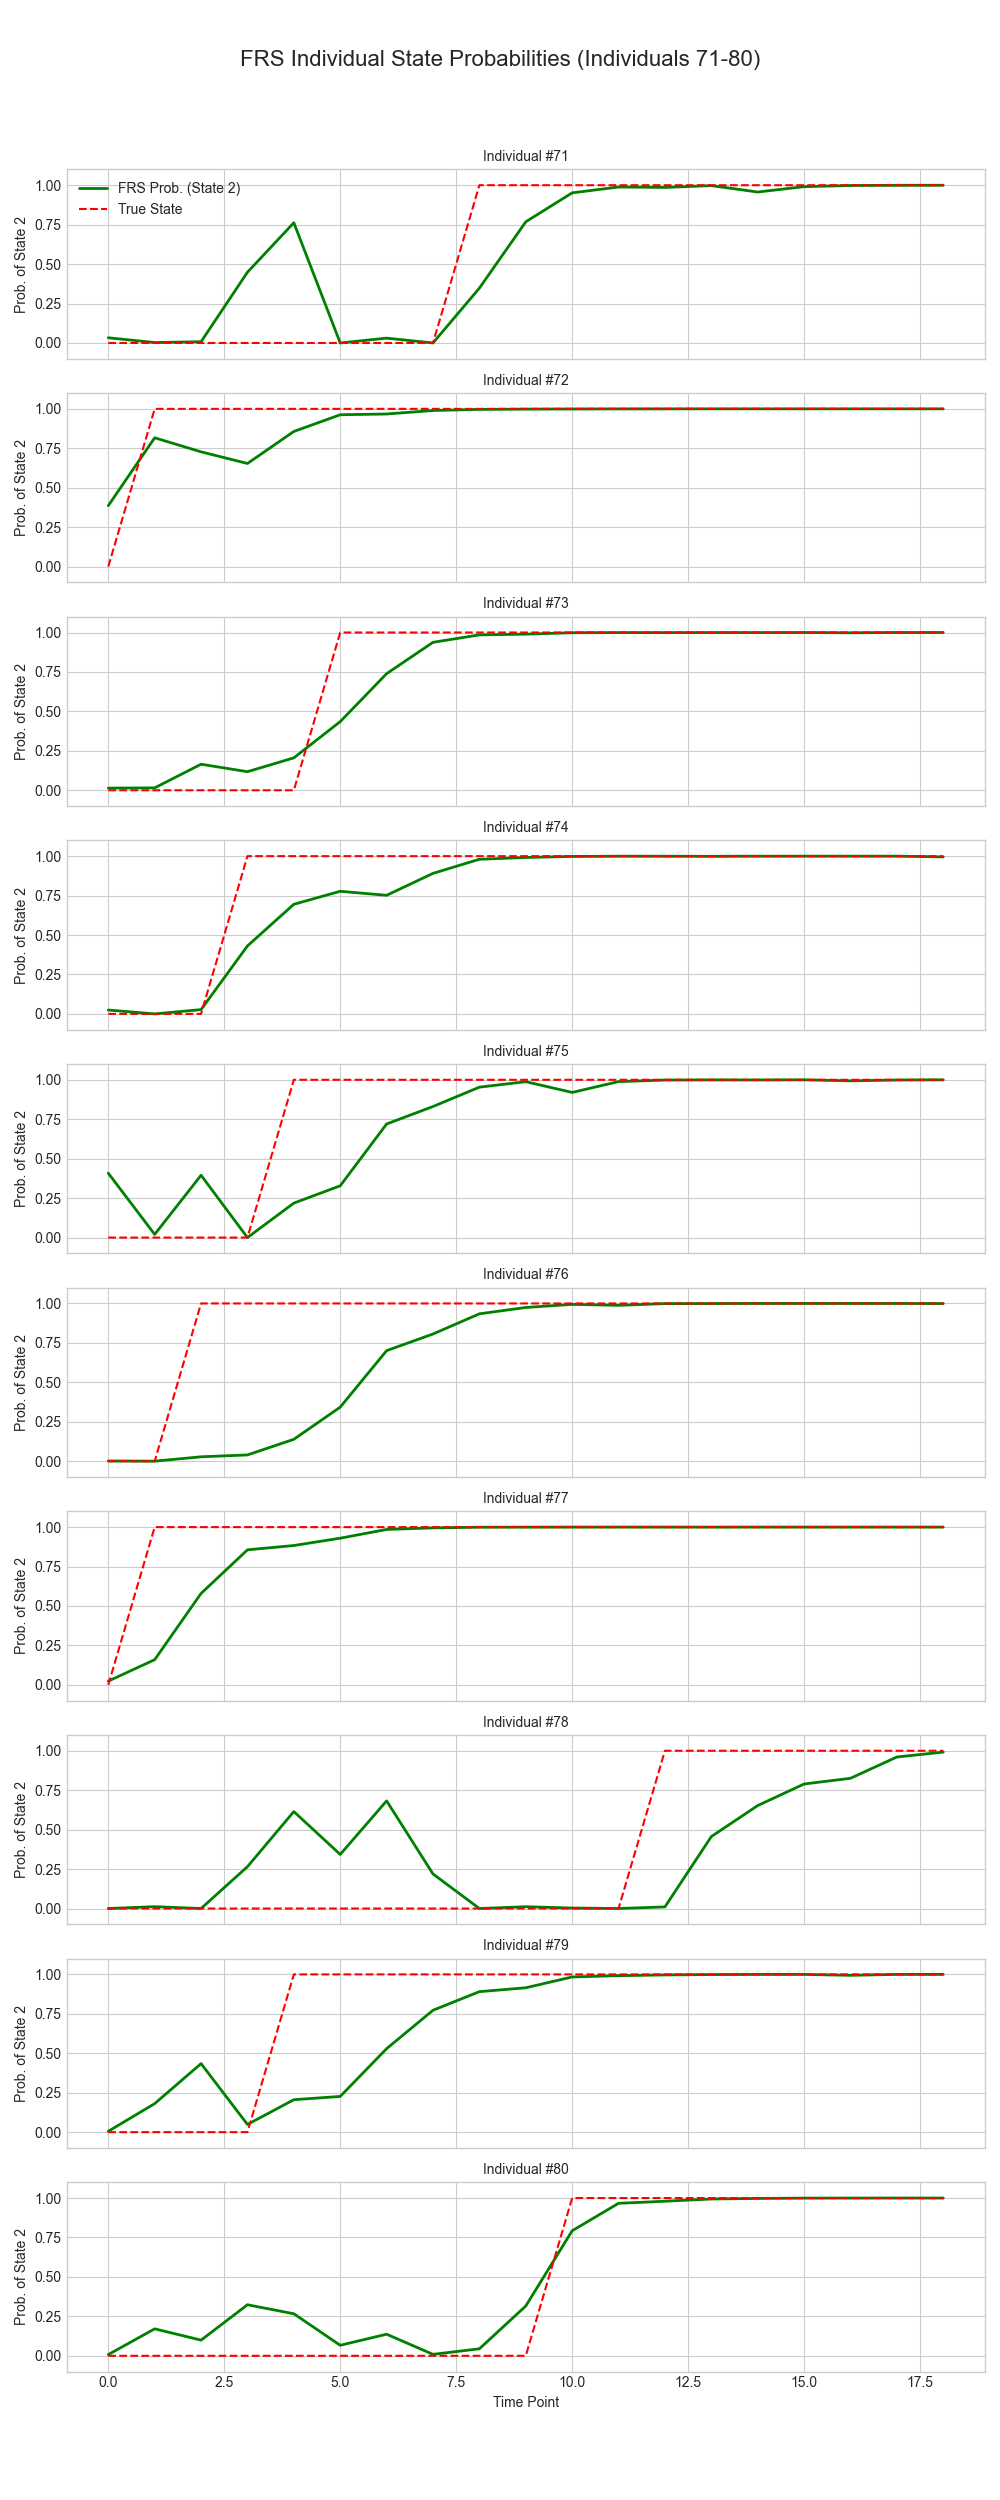 FRS Individual State Probabilities (Individuals 71-80)
Individual #71
FRS Prob. (State 2)
True State
Prob. of State 2
1.00
0.75
0.50
0.25
0.00
Individual #72
Prob. of State 2
1.00
0.75
0.50
0.25
0.00
Individual #73
Prob. of State 2
1.00
0.75
0.50
0.25
0.00
Individual #74
Prob. of State 2
1.00
0.75
0.50
0.25
0.00
Individual #75
Prob. of State 2
1.00
0.75
0.50
0.25
0.00
Individual #76
Prob. of State 2
1.00
0.75
0.50
0.25
0.00
Individual #77
Prob. of State 2
1.00
0.75
0.50
0.25
0.00
Individual #78
Prob. of State 2
1.00
0.75
0.50
0.25
0.00
Individual #79
Prob. of State 2
1.00
0.75
0.50
0.25
0.00
Individual #80
Prob. of State 2
1.00
0.75
0.50
0.25
0.00
0.0 2.5 5.0 7.5 10.0 12.5 15.0 17.5
Time Point